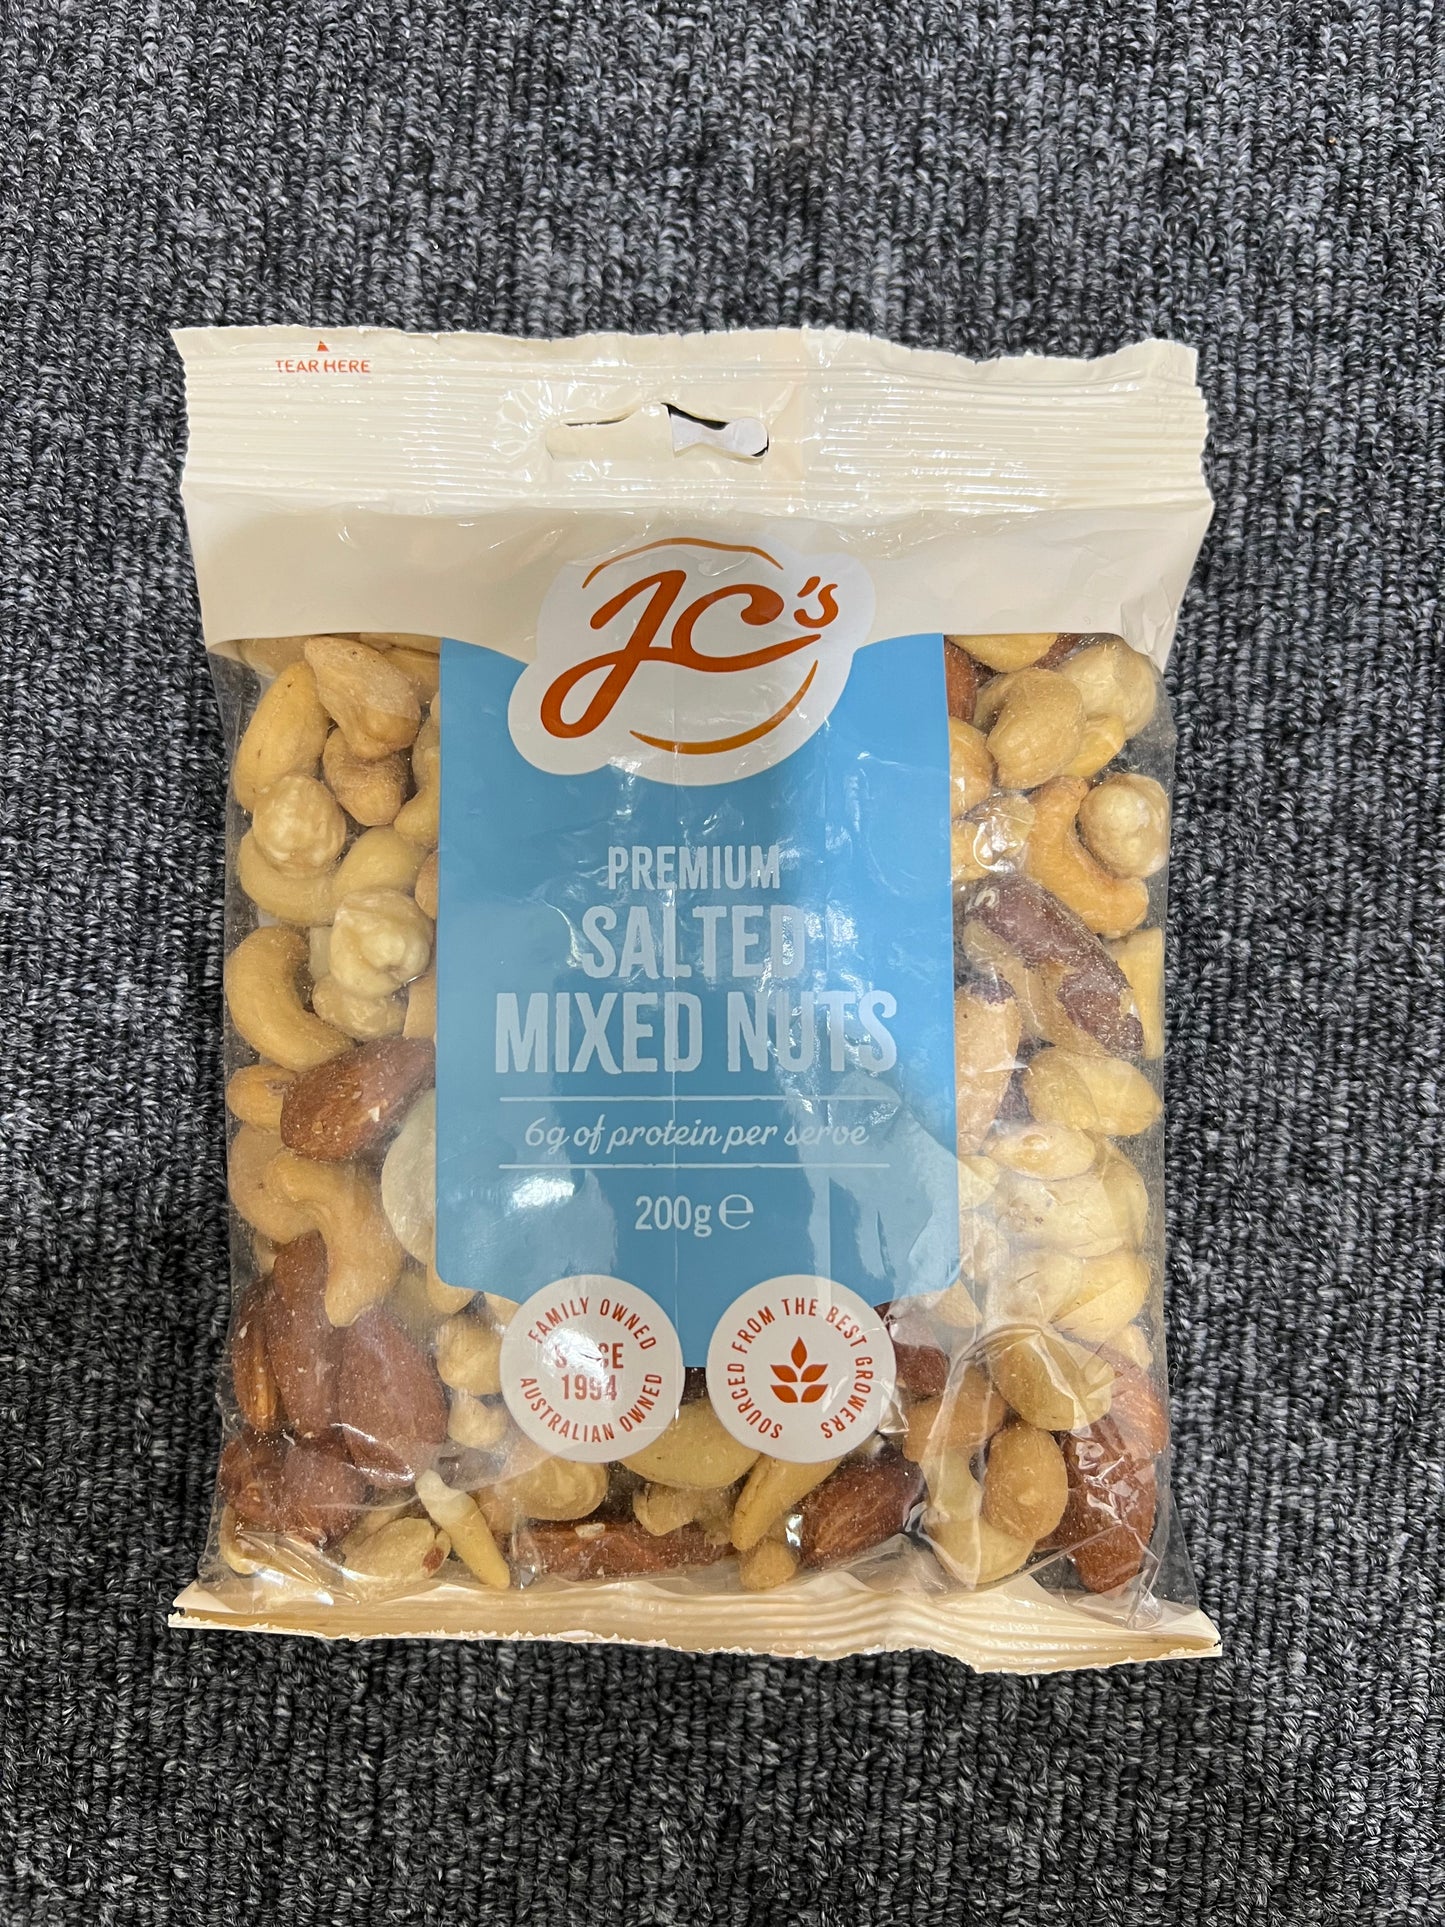 TEAR HERE
JC's
PREMIUM
SALTED
MIXED NUTS
6g of protein per serve
200g ℮
FAMILY OWNED
SINCE
1994
AUSTRALIAN OWNED
SOURCED FROM THE BEST GROWERS